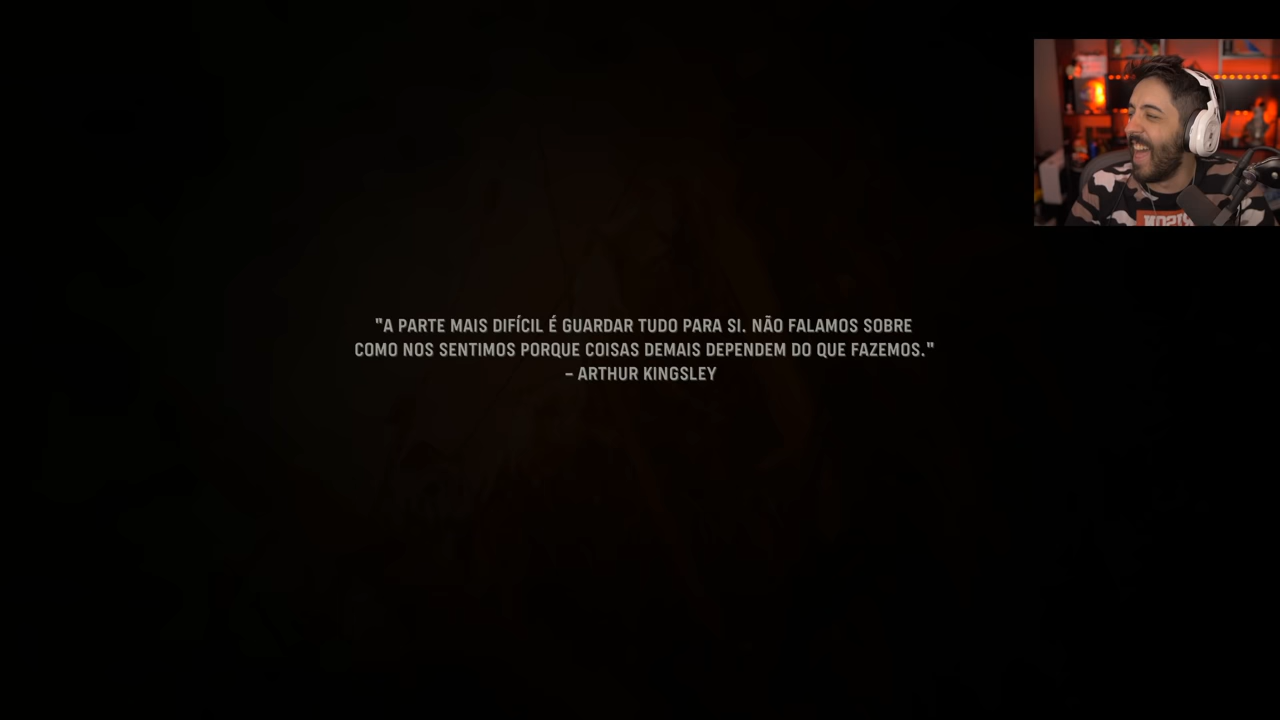 "A PARTE MAIS DIFÍCIL É GUARDAR TUDO PARA SI. NÃO FALAMOS SOBRE
COMO NOS SENTIMOS PORQUE COISAS DEMAIS DEPENDEM DO QUE FAZEMOS."
– ARTHUR KINGSLEY